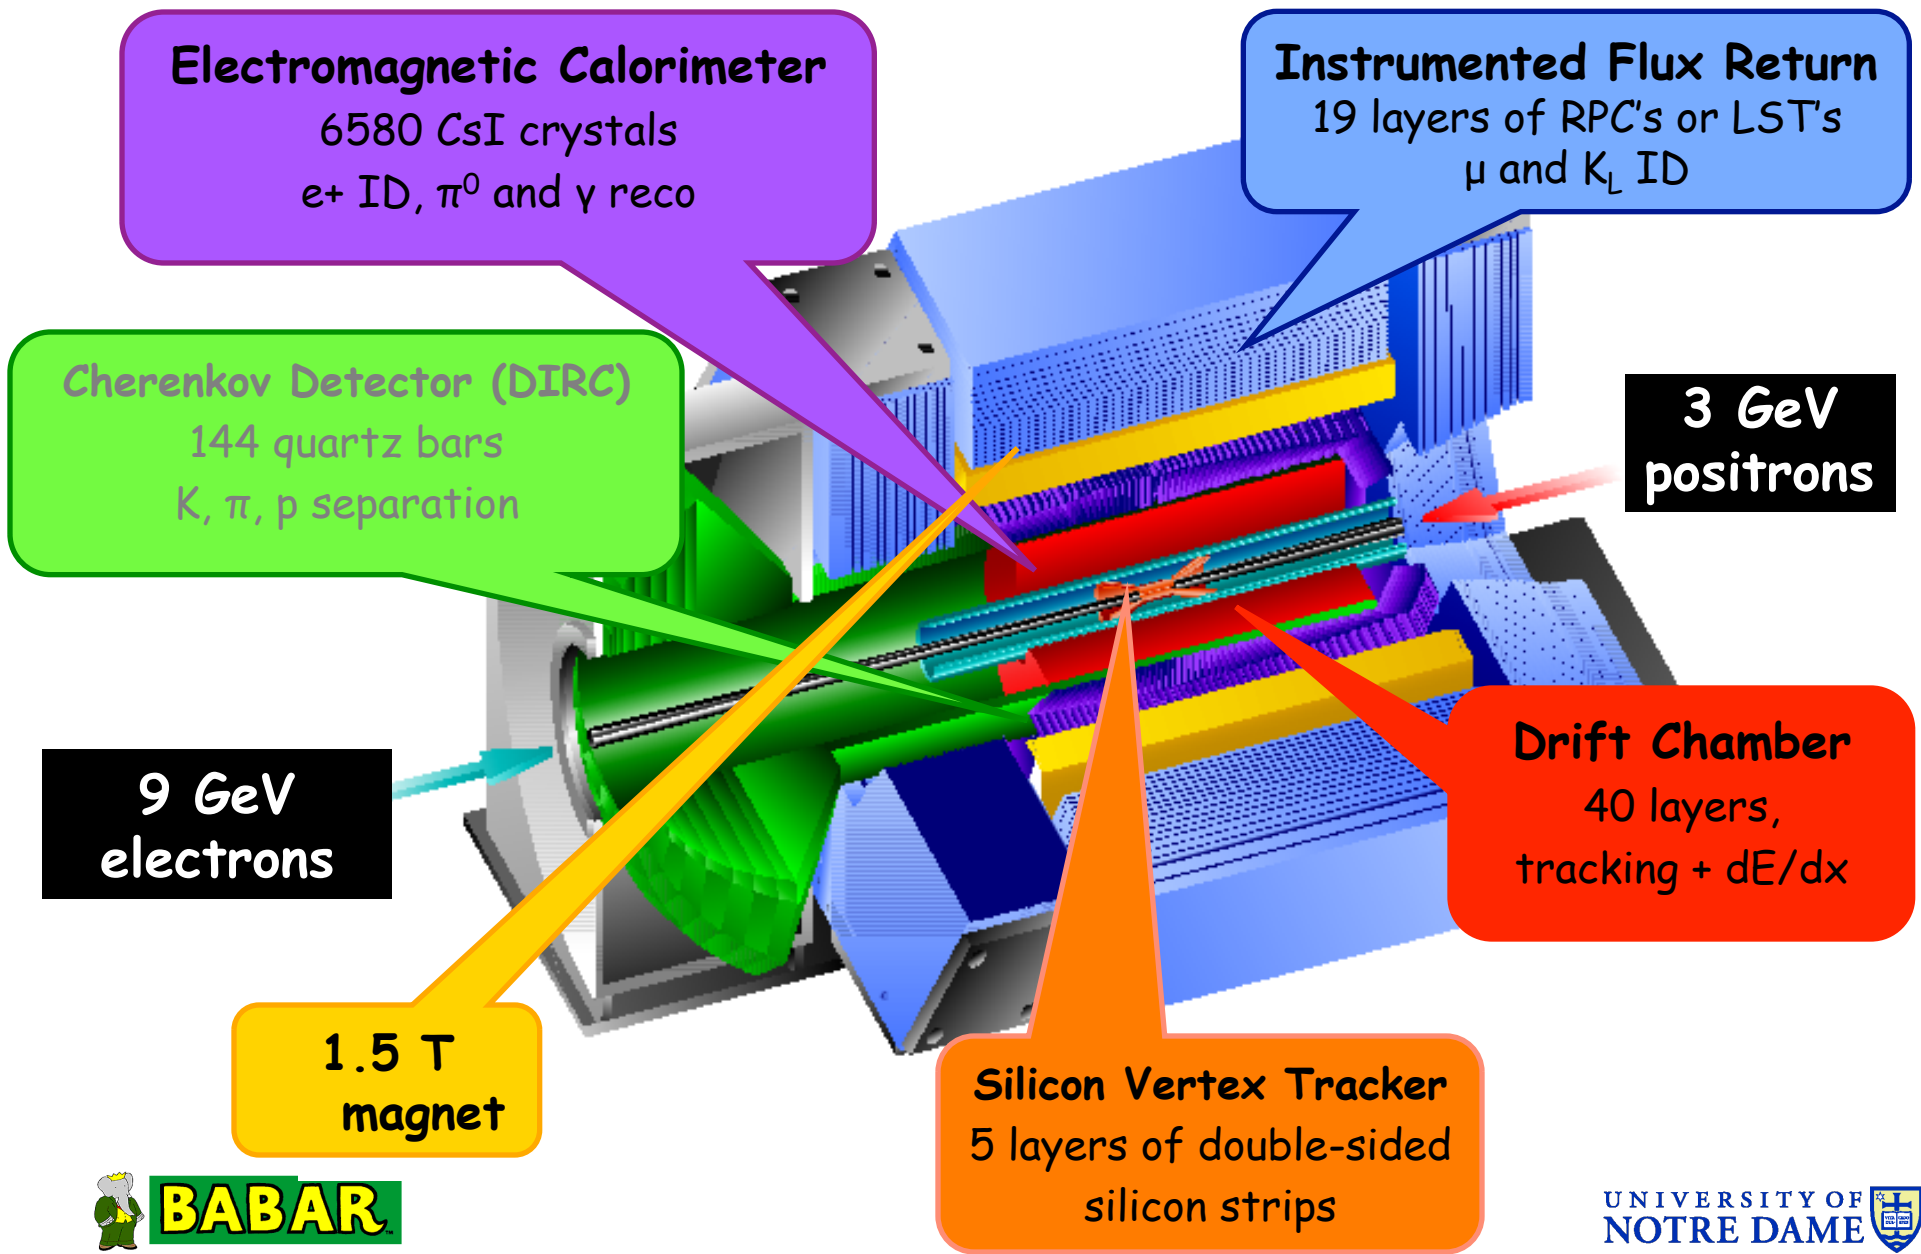 Electromagnetic Calorimeter
6580 CsI crystals
e+ ID, π⁰ and γ reco
Instrumented Flux Return
19 layers of RPC's or LST's
μ and K_L ID
Cherenkov Detector (DIRC)
144 quartz bars
K, π, p separation
3 GeV
positrons
9 GeV
electrons
Drift Chamber
40 layers,
tracking + dE/dx
1.5 T
magnet
Silicon Vertex Tracker
5 layers of double-sided
silicon strips
BABAR
UNIVERSITY OF
NOTRE DAME